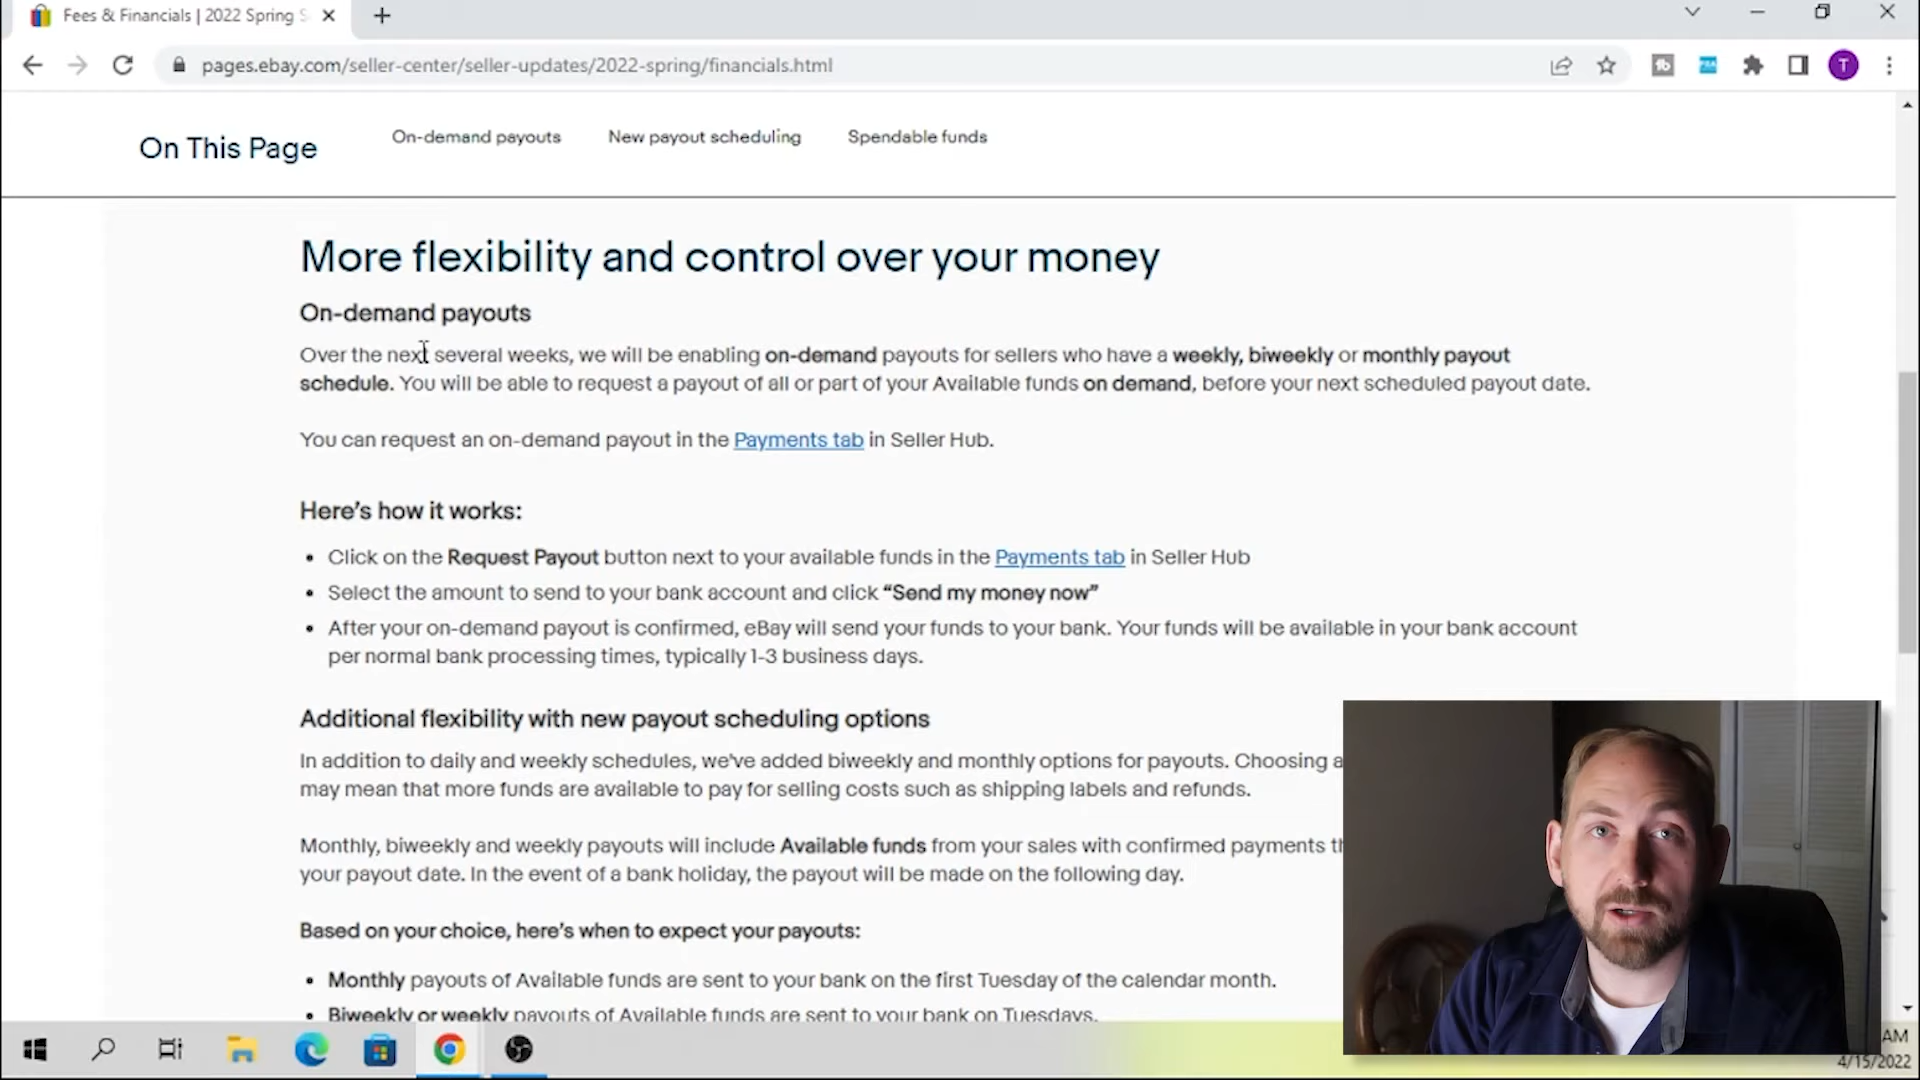 Fees & Financials | 2022 Spring S
pages.ebay.com/seller-center/seller-updates/2022-spring/financials.html
T
On This Page
On-demand payouts
New payout scheduling
Spendable funds
More flexibility and control over your money
On-demand payouts
Over the next several weeks, we will be enabling on-demand payouts for sellers who have a weekly, biweekly or monthly payout
schedule. You will be able to request a payout of all or part of your Available funds on demand, before your next scheduled payout date.
You can request an on-demand payout in the Payments tab in Seller Hub.
Here’s how it works:
• Click on the Request Payout button next to your available funds in the Payments tab in Seller Hub
• Select the amount to send to your bank account and click “Send my money now”
• After your on-demand payout is confirmed, eBay will send your funds to your bank. Your funds will be available in your bank account
per normal bank processing times, typically 1-3 business days.
Additional flexibility with new payout scheduling options
In addition to daily and weekly schedules, we've added biweekly and monthly options for payouts. Choosing a
may mean that more funds are available to pay for selling costs such as shipping labels and refunds.
Monthly, biweekly and weekly payouts will include Available funds from your sales with confirmed payments th
your payout date. In the event of a bank holiday, the payout will be made on the following day.
Based on your choice, here’s when to expect your payouts:
• Monthly payouts of Available funds are sent to your bank on the first Tuesday of the calendar month.
• Biweekly or weekly payouts of Available funds are sent to your bank on Tuesdays.
AM
4/15/2022